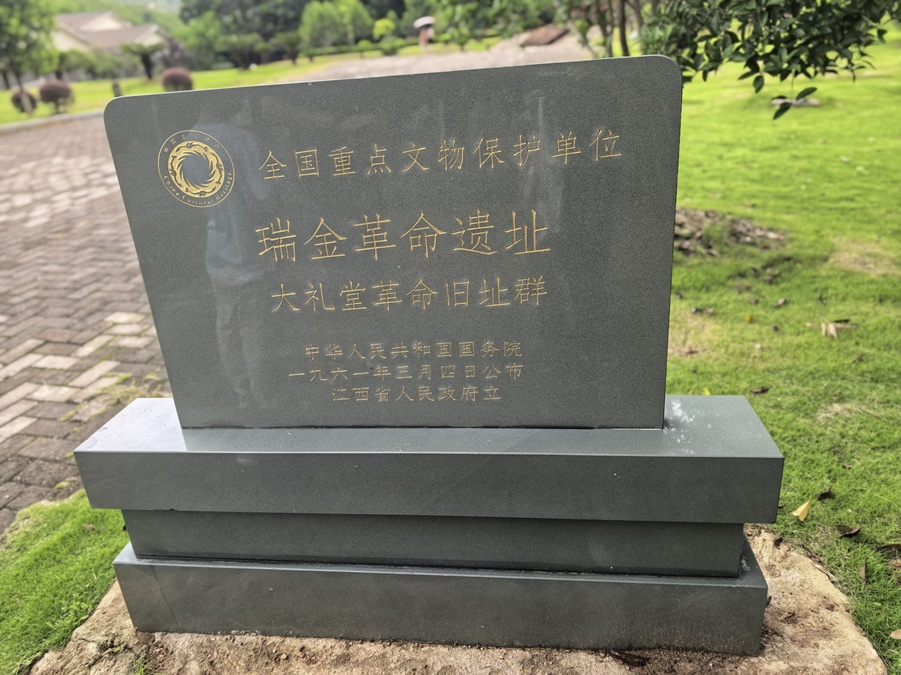 全国重点文物保护单位
瑞金革命遗址
大礼堂革命旧址群
中华人民共和国国务院
一九六一年三月四日公布
江西省人民政府立